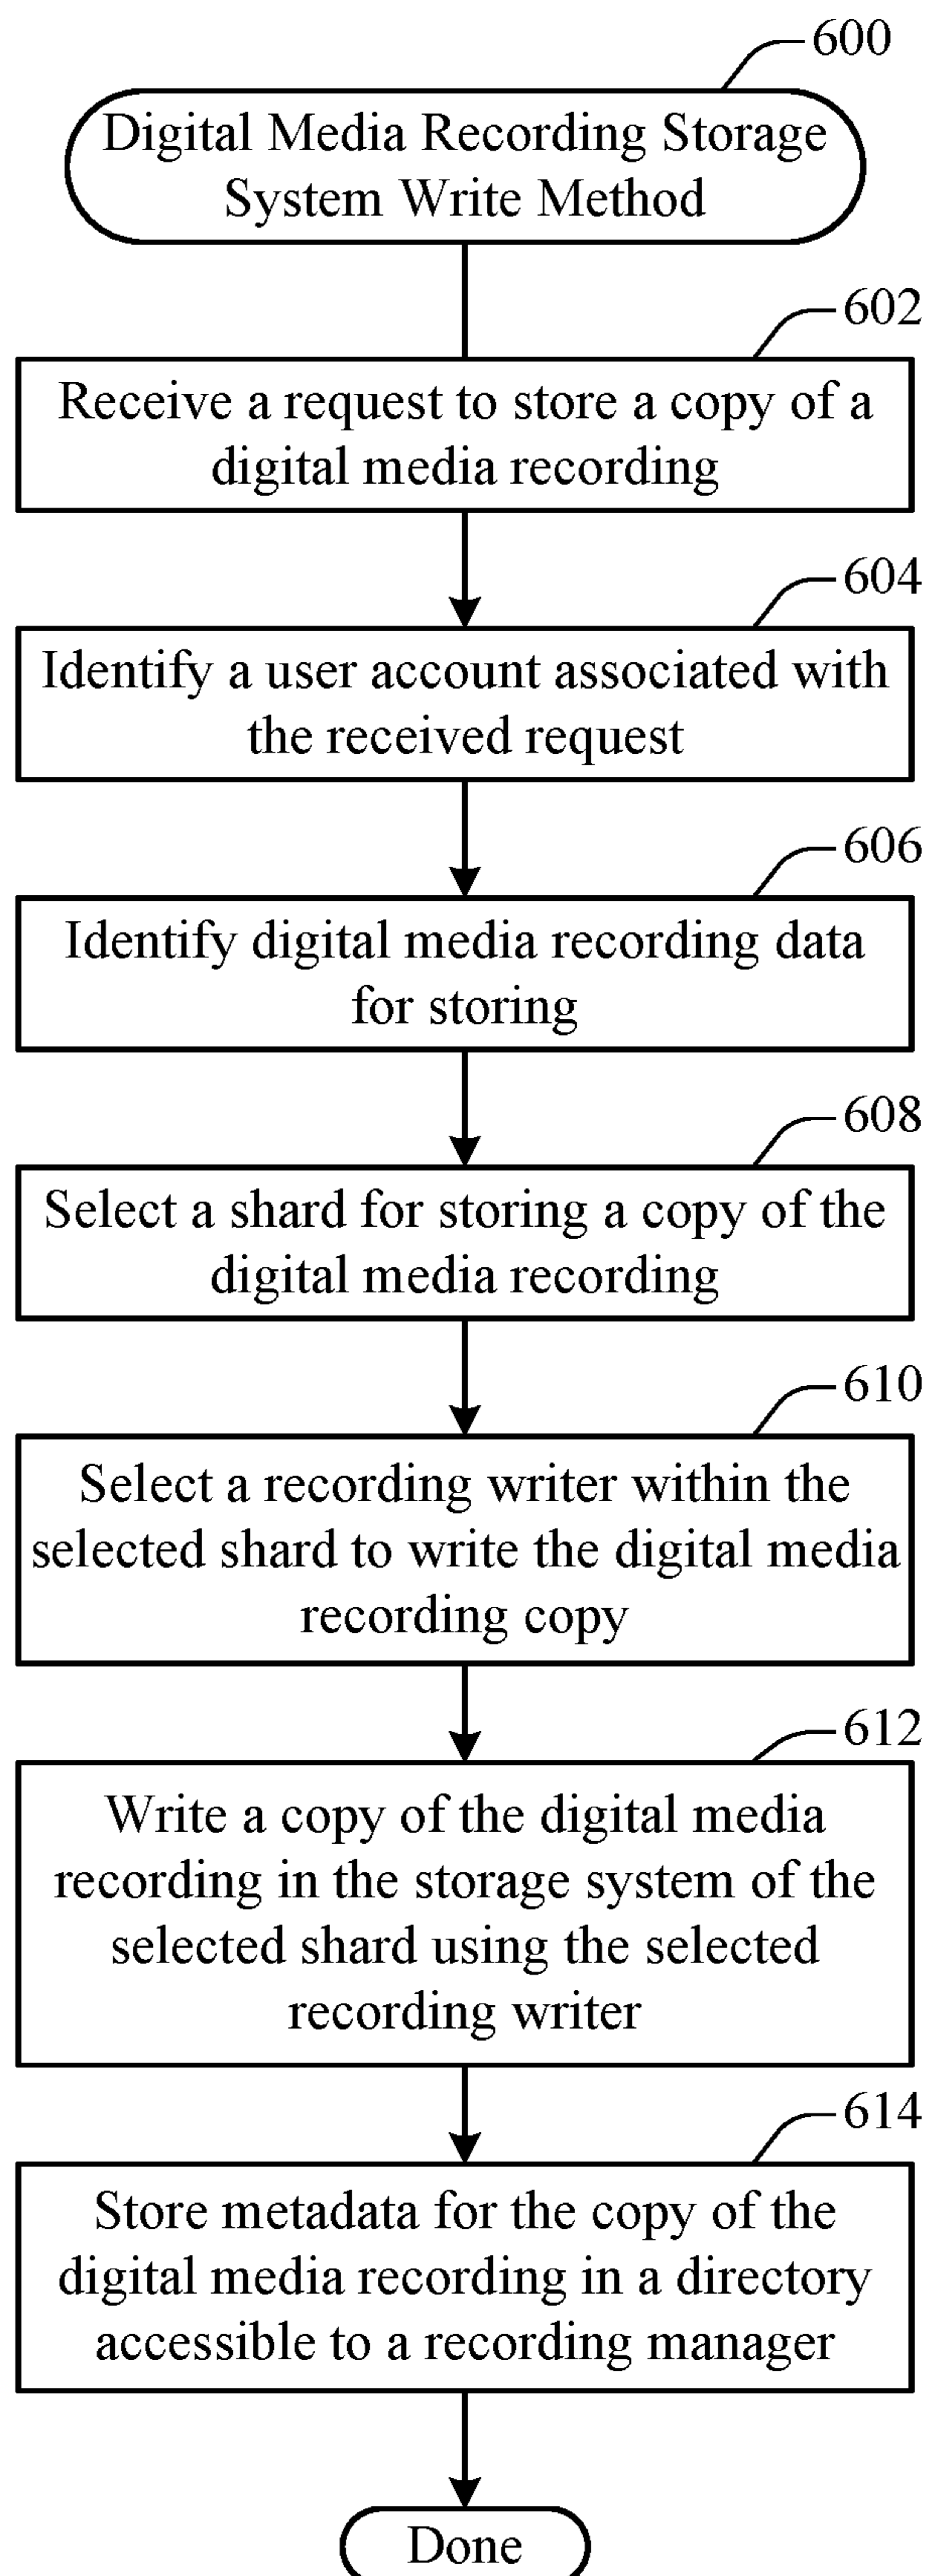 600
Digital Media Recording Storage
System Write Method
602
Receive a request to store a copy of a
digital media recording
604
Identify a user account associated with
the received request
606
Identify digital media recording data
for storing
608
Select a shard for storing a copy of the
digital media recording
610
Select a recording writer within the
selected shard to write the digital media
recording copy
612
Write a copy of the digital media
recording in the storage system of the
selected shard using the selected
recording writer
614
Store metadata for the copy of the
digital media recording in a directory
accessible to a recording manager
Done